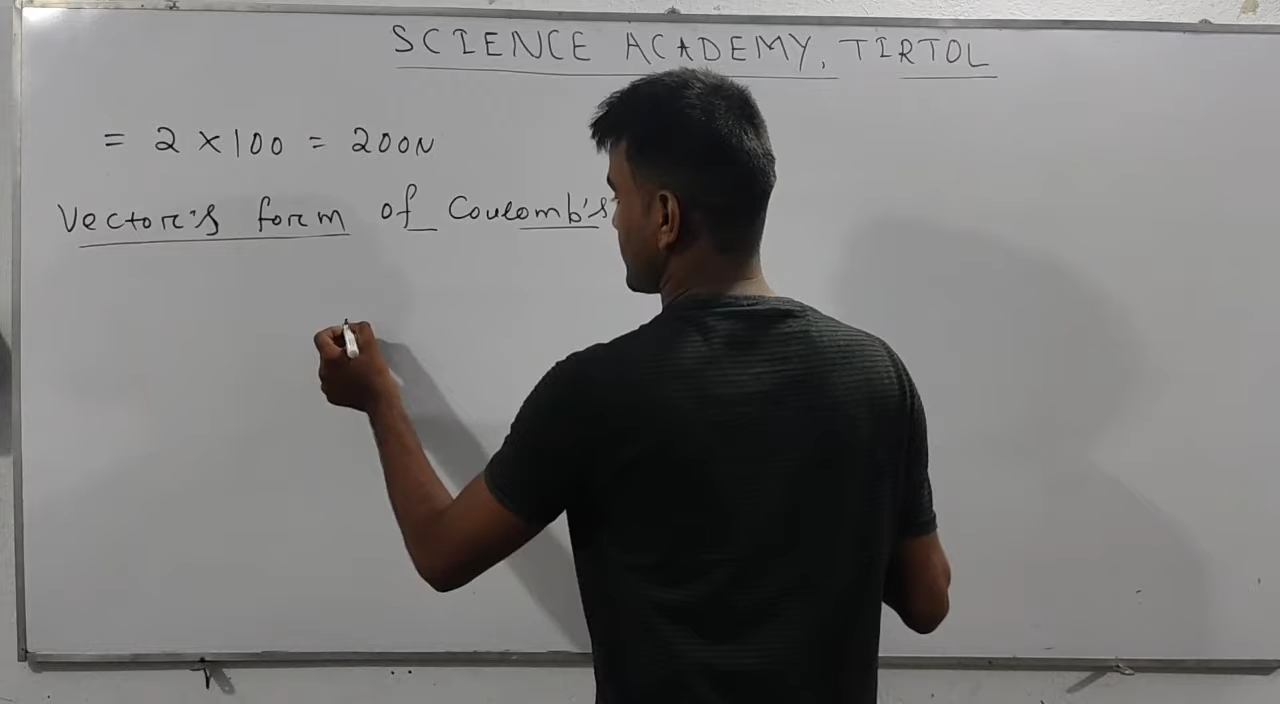 SCIENCE ACADEMY, TIRTOL
= 2 × 100 = 200N
Vector's form of Coulomb's